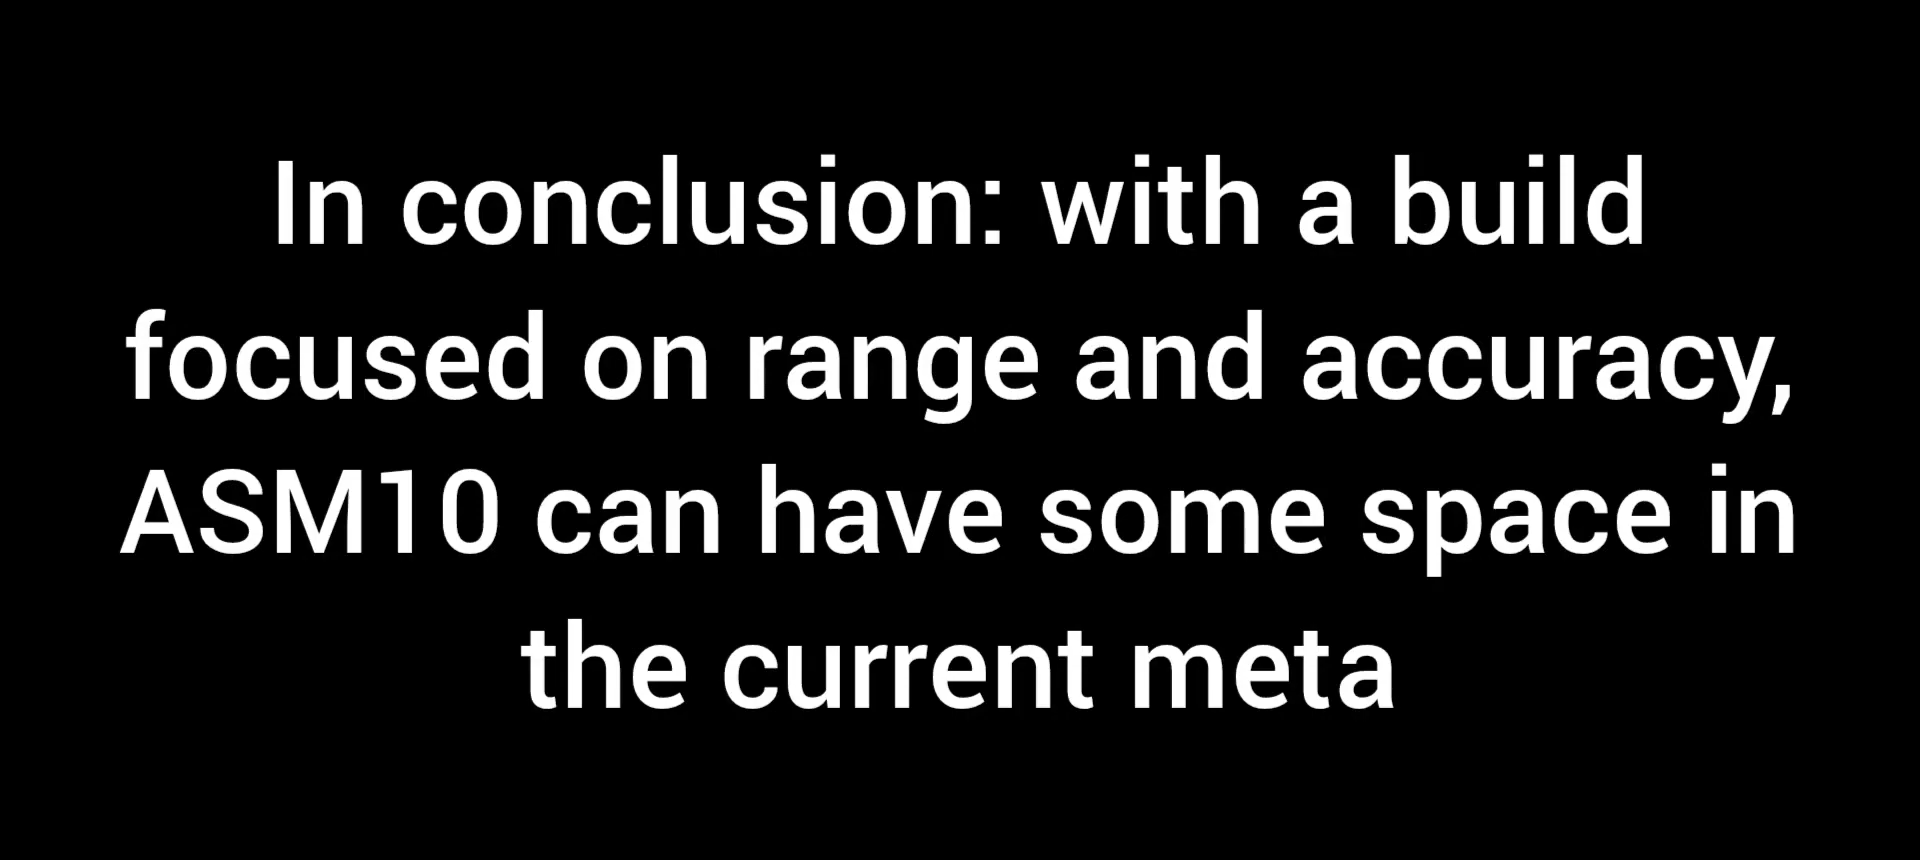 In conclusion: with a build
focused on range and accuracy,
ASM10 can have some space in
the current meta